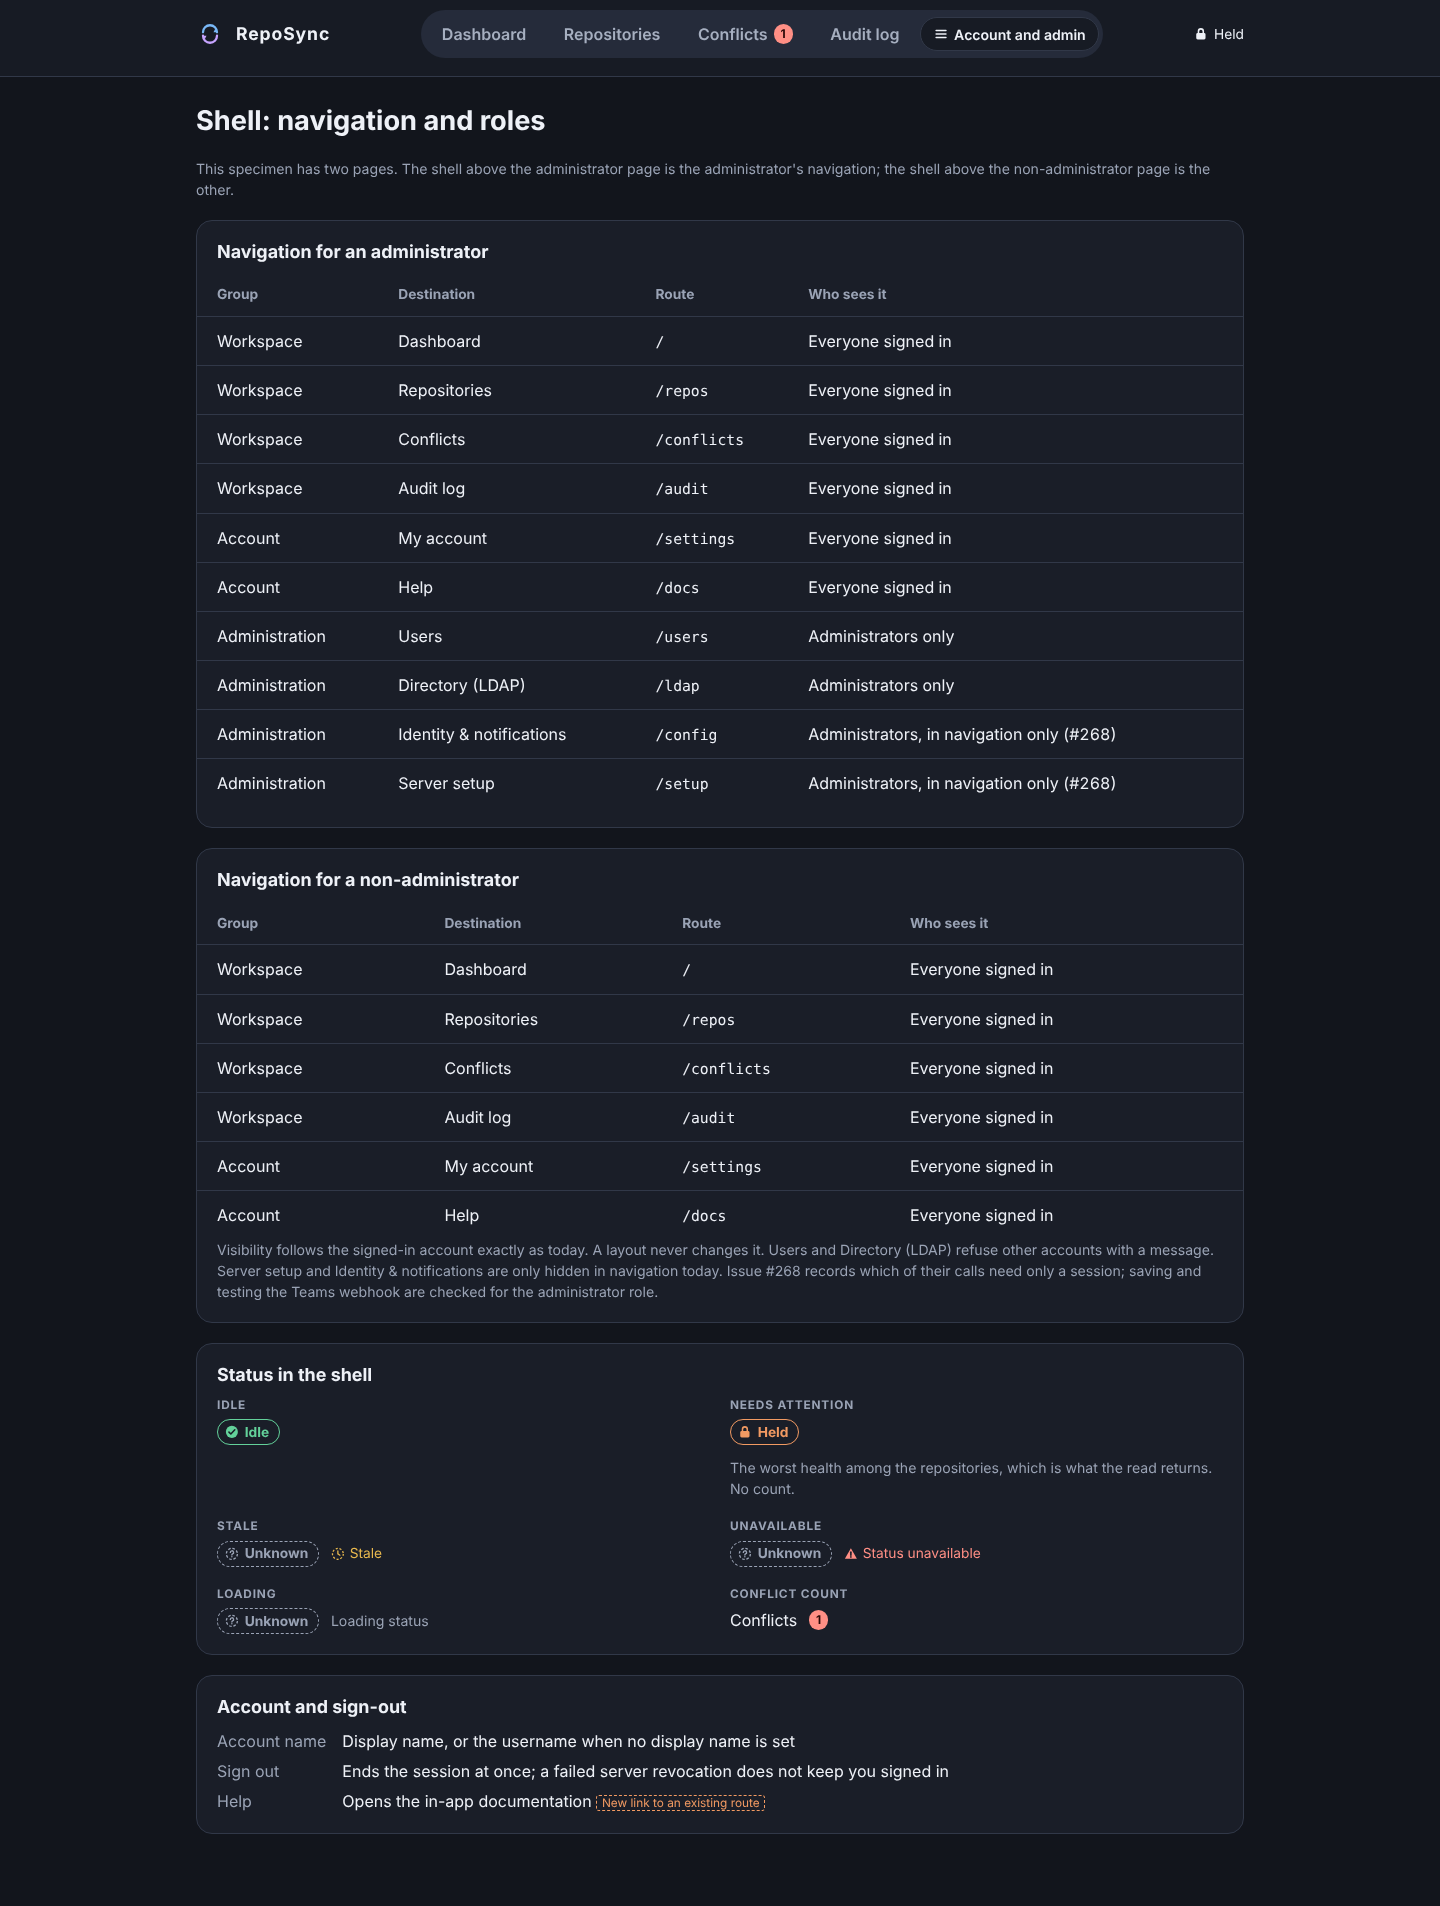 RepoSync
Dashboard Repositories Conflicts 1 Audit log Account and admin
Held
Shell: navigation and roles
This specimen has two pages. The shell above the administrator page is the administrator's navigation; the shell above the non-administrator page is the
other.
Navigation for an administrator
Group Destination Route Who sees it
Workspace Dashboard / Everyone signed in
Workspace Repositories /repos Everyone signed in
Workspace Conflicts /conflicts Everyone signed in
Workspace Audit log /audit Everyone signed in
Account My account /settings Everyone signed in
Account Help /docs Everyone signed in
Administration Users /users Administrators only
Administration Directory (LDAP) /ldap Administrators only
Administration Identity & notifications /config Administrators, in navigation only (#268)
Administration Server setup /setup Administrators, in navigation only (#268)
Navigation for a non-administrator
Group Destination Route Who sees it
Workspace Dashboard / Everyone signed in
Workspace Repositories /repos Everyone signed in
Workspace Conflicts /conflicts Everyone signed in
Workspace Audit log /audit Everyone signed in
Account My account /settings Everyone signed in
Account Help /docs Everyone signed in
Visibility follows the signed-in account exactly as today. A layout never changes it. Users and Directory (LDAP) refuse other accounts with a message.
Server setup and Identity & notifications are only hidden in navigation today. Issue #268 records which of their calls need only a session; saving and
testing the Teams webhook are checked for the administrator role.
Status in the shell
IDLE
Idle
NEEDS ATTENTION
Held
The worst health among the repositories, which is what the read returns.
No count.
STALE
Unknown Stale
UNAVAILABLE
Unknown Status unavailable
LOADING
Unknown Loading status
CONFLICT COUNT
Conflicts 1
Account and sign-out
Account name Display name, or the username when no display name is set
Sign out Ends the session at once; a failed server revocation does not keep you signed in
Help Opens the in-app documentation New link to an existing route